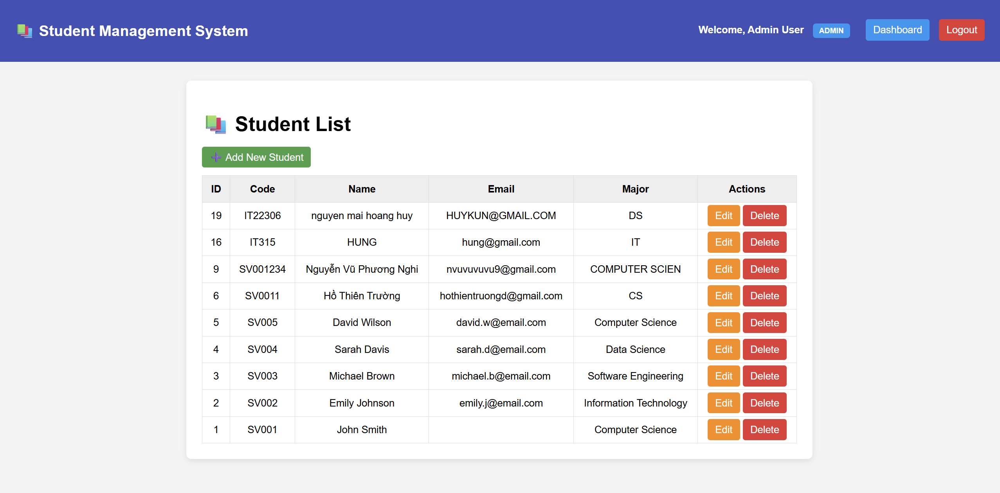 Student Management System
Welcome, Admin User ADMIN Dashboard Logout
Student List
Add New Student
ID Code Name Email Major Actions
19 IT22306 nguyen mai hoang huy HUYKUN@GMAIL.COM DS Edit Delete
16 IT315 HUNG hung@gmail.com IT Edit Delete
9 SV001234 Nguyễn Vũ Phương Nghi nvuvuvuvu9@gmail.com COMPUTER SCIEN Edit Delete
6 SV0011 Hồ Thiên Trường hothientruongd@gmail.com CS Edit Delete
5 SV005 David Wilson david.w@email.com Computer Science Edit Delete
4 SV004 Sarah Davis sarah.d@email.com Data Science Edit Delete
3 SV003 Michael Brown michael.b@email.com Software Engineering Edit Delete
2 SV002 Emily Johnson emily.j@email.com Information Technology Edit Delete
1 SV001 John Smith Computer Science Edit Delete